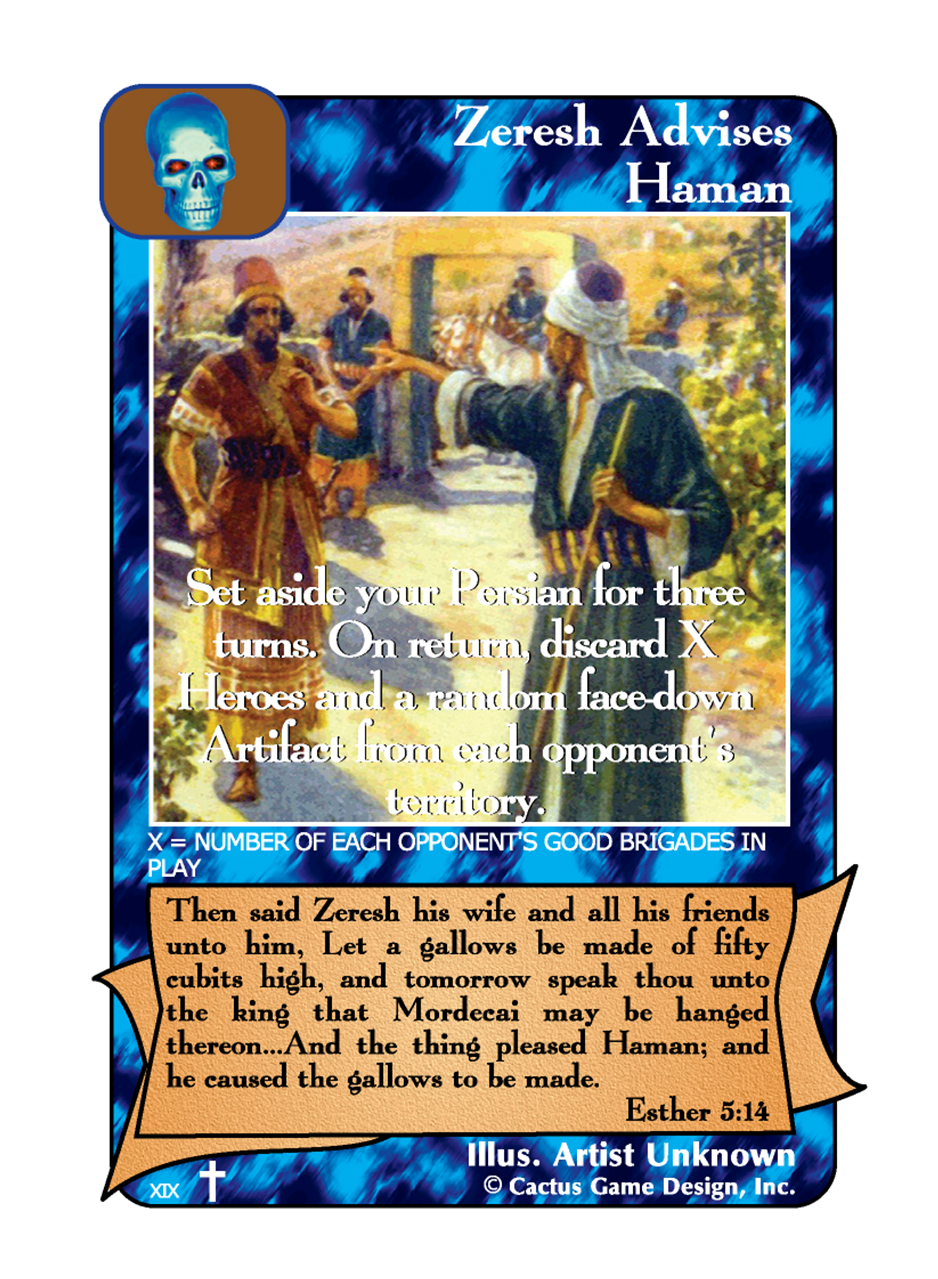 Zeresh Advises
Haman
Set aside your Persian for three
turns. On return, discard X
Heroes and a random face-down
Artifact from each opponent's
territory.
X = NUMBER OF EACH OPPONENT'S GOOD BRIGADES IN
PLAY
Then said Zeresh his wife and all his friends
unto him, Let a gallows be made of fifty
cubits high, and tomorrow speak thou unto
the king that Mordecai may be hanged
thereon...And the thing pleased Haman; and
he caused the gallows to be made.
Esther 5:14
Illus. Artist Unknown
XIX
© Cactus Game Design, Inc.